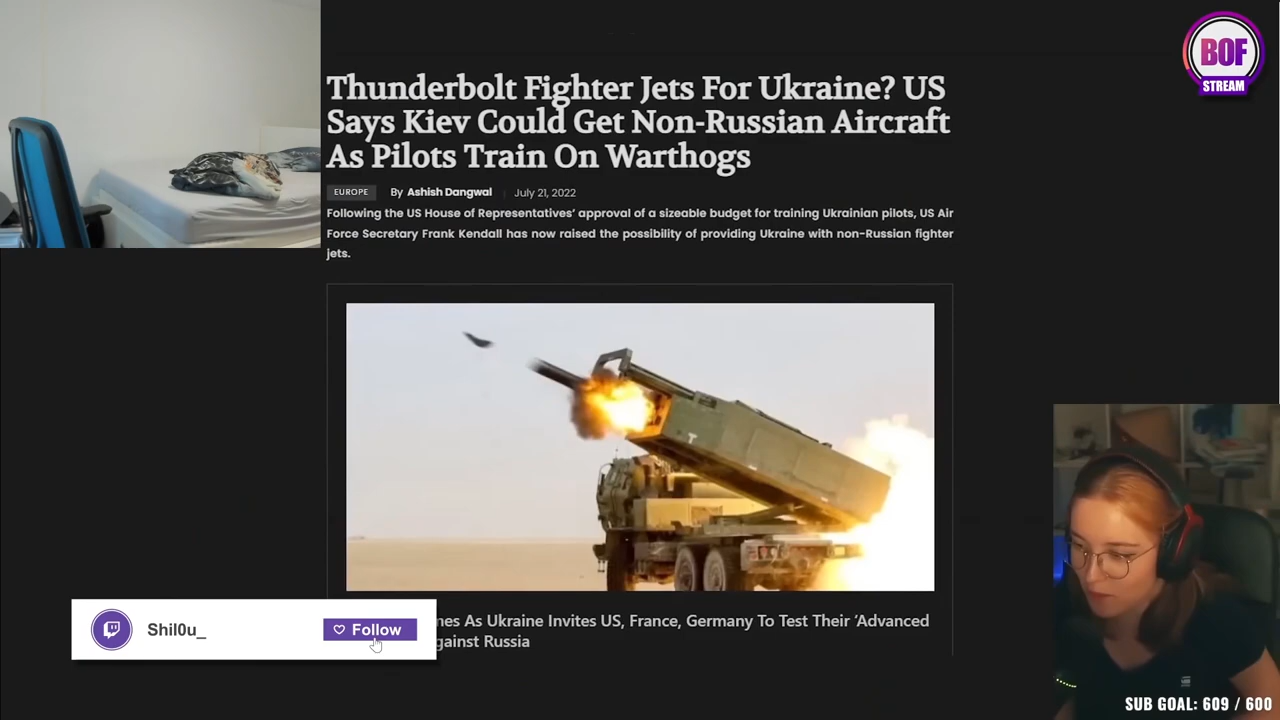 BOF
STREAM
Thunderbolt Fighter Jets For Ukraine? US
Says Kiev Could Get Non-Russian Aircraft
As Pilots Train On Warthogs
EUROPE By Ashish Dangwal July 21, 2022
Following the US House of Representatives' approval of a sizeable budget for training Ukrainian pilots, US Air
Force Secretary Frank Kendall has now raised the possibility of providing Ukraine with non-Russian fighter
jets.
As Ukraine Invites US, France, Germany To Test Their 'Advanced
Russia
Shil0u_ Follow
SUB GOAL: 609 / 600